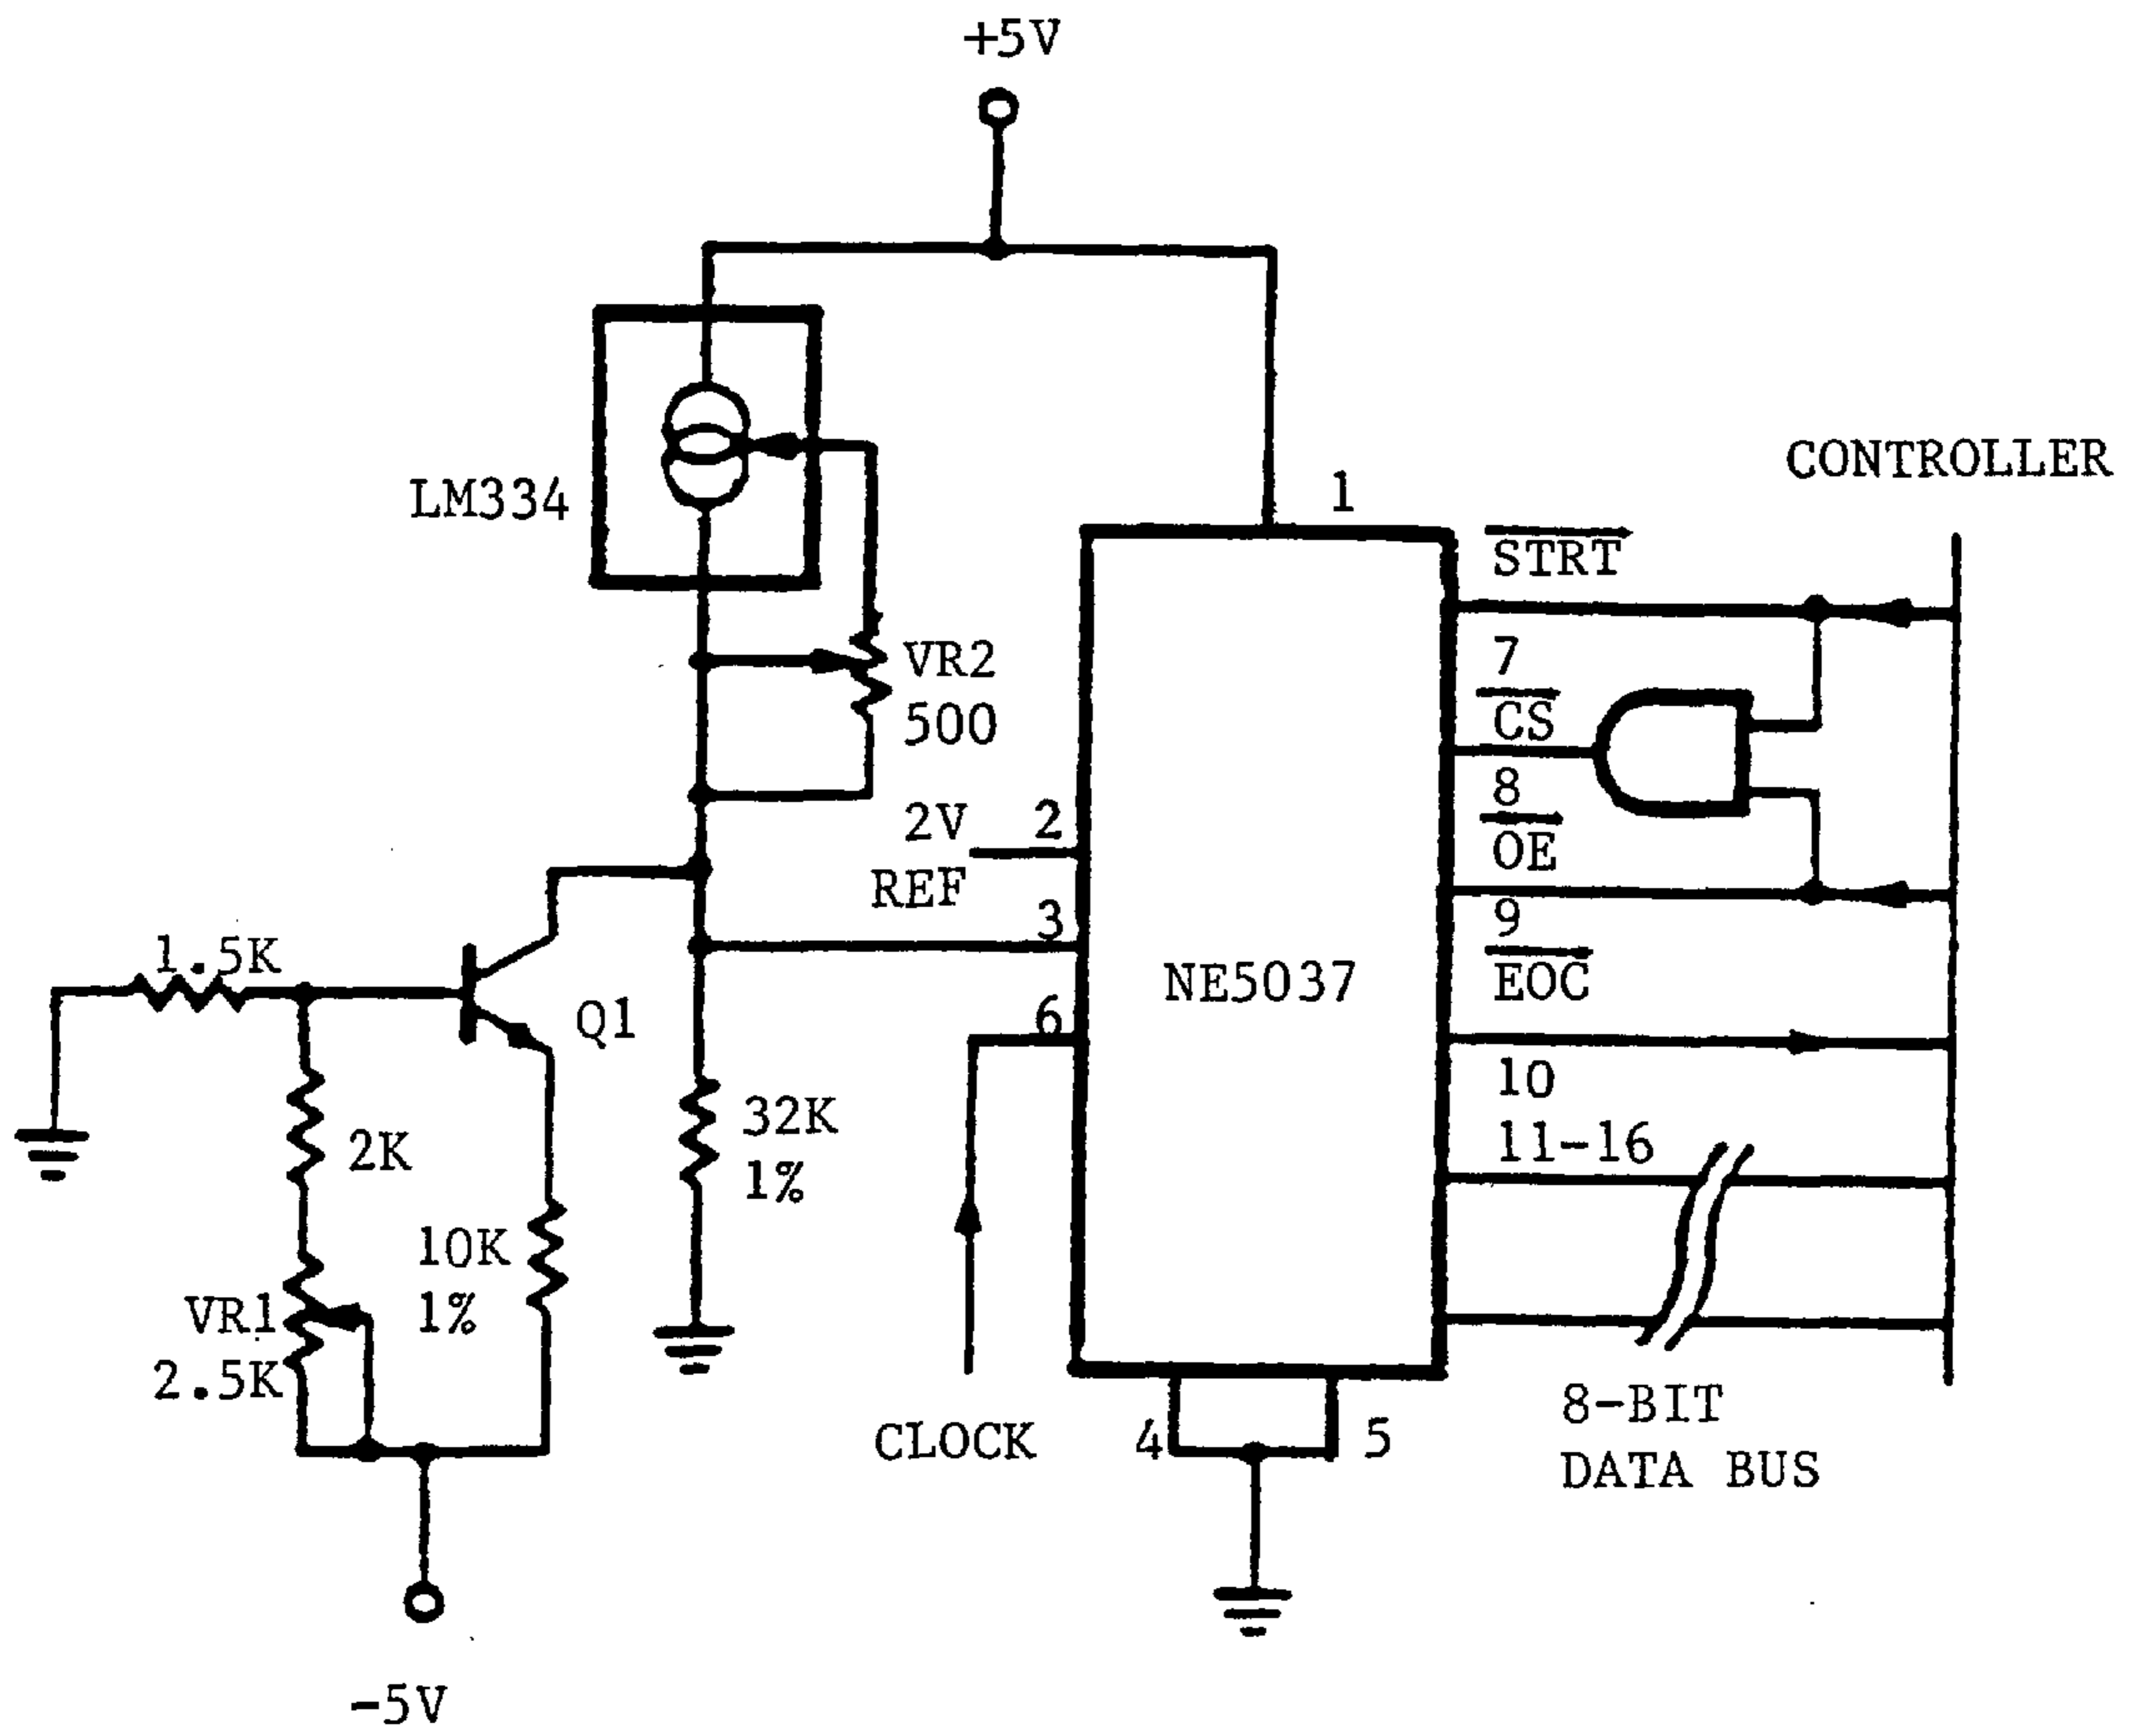 +5V
LM334
VR2
500
1
CONTROLLER
STRT
7
CS
8
OE
9
EOC
10
11-16
2V
REF
2
3
6
NE5037
1.5K
Q1
2K
32K
1%
10K
1%
VR1
2.5K
CLOCK
4
5
8-BIT
DATA BUS
-5V